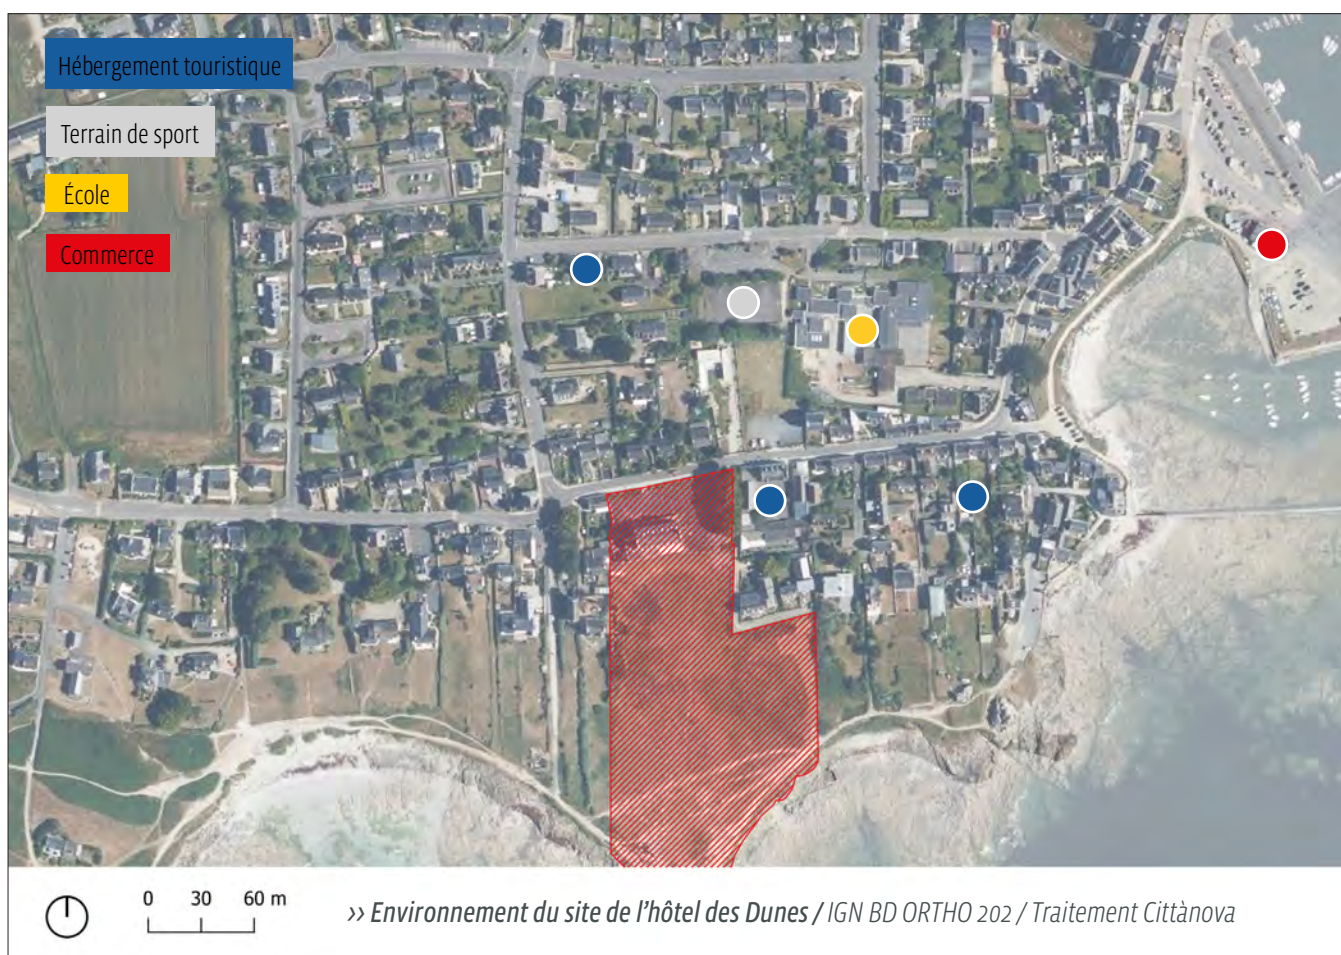 Hébergement touristique
Terrain de sport
École
Commerce
0 30 60 m
›› Environnement du site de l’hôtel des Dunes / IGN BD ORTHO 202 / Traitement Cittànova